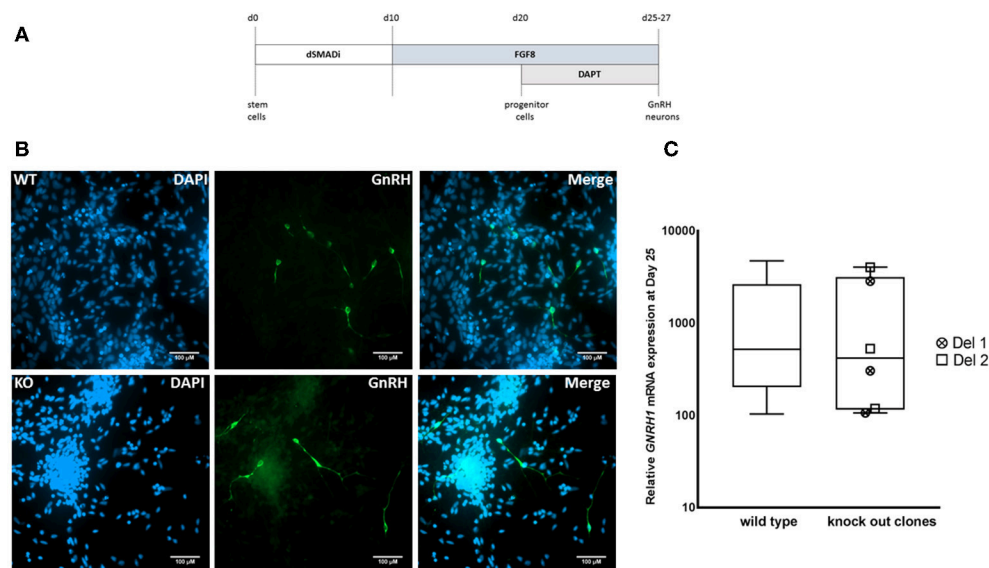 A
d0 d10 d20 d25-27
dSMADi FGF8
DAPT
stem cells
progenitor cells
GnRH neurons
B
WT DAPI GnRH Merge
100 µM 100 µM 100 µM
KO DAPI GnRH Merge
100 µM 100 µM 100 µM
C
Relative GNRH1 mRNA expression at Day 25
10000
1000
100
10
wild type knock out clones
Del 1
Del 2